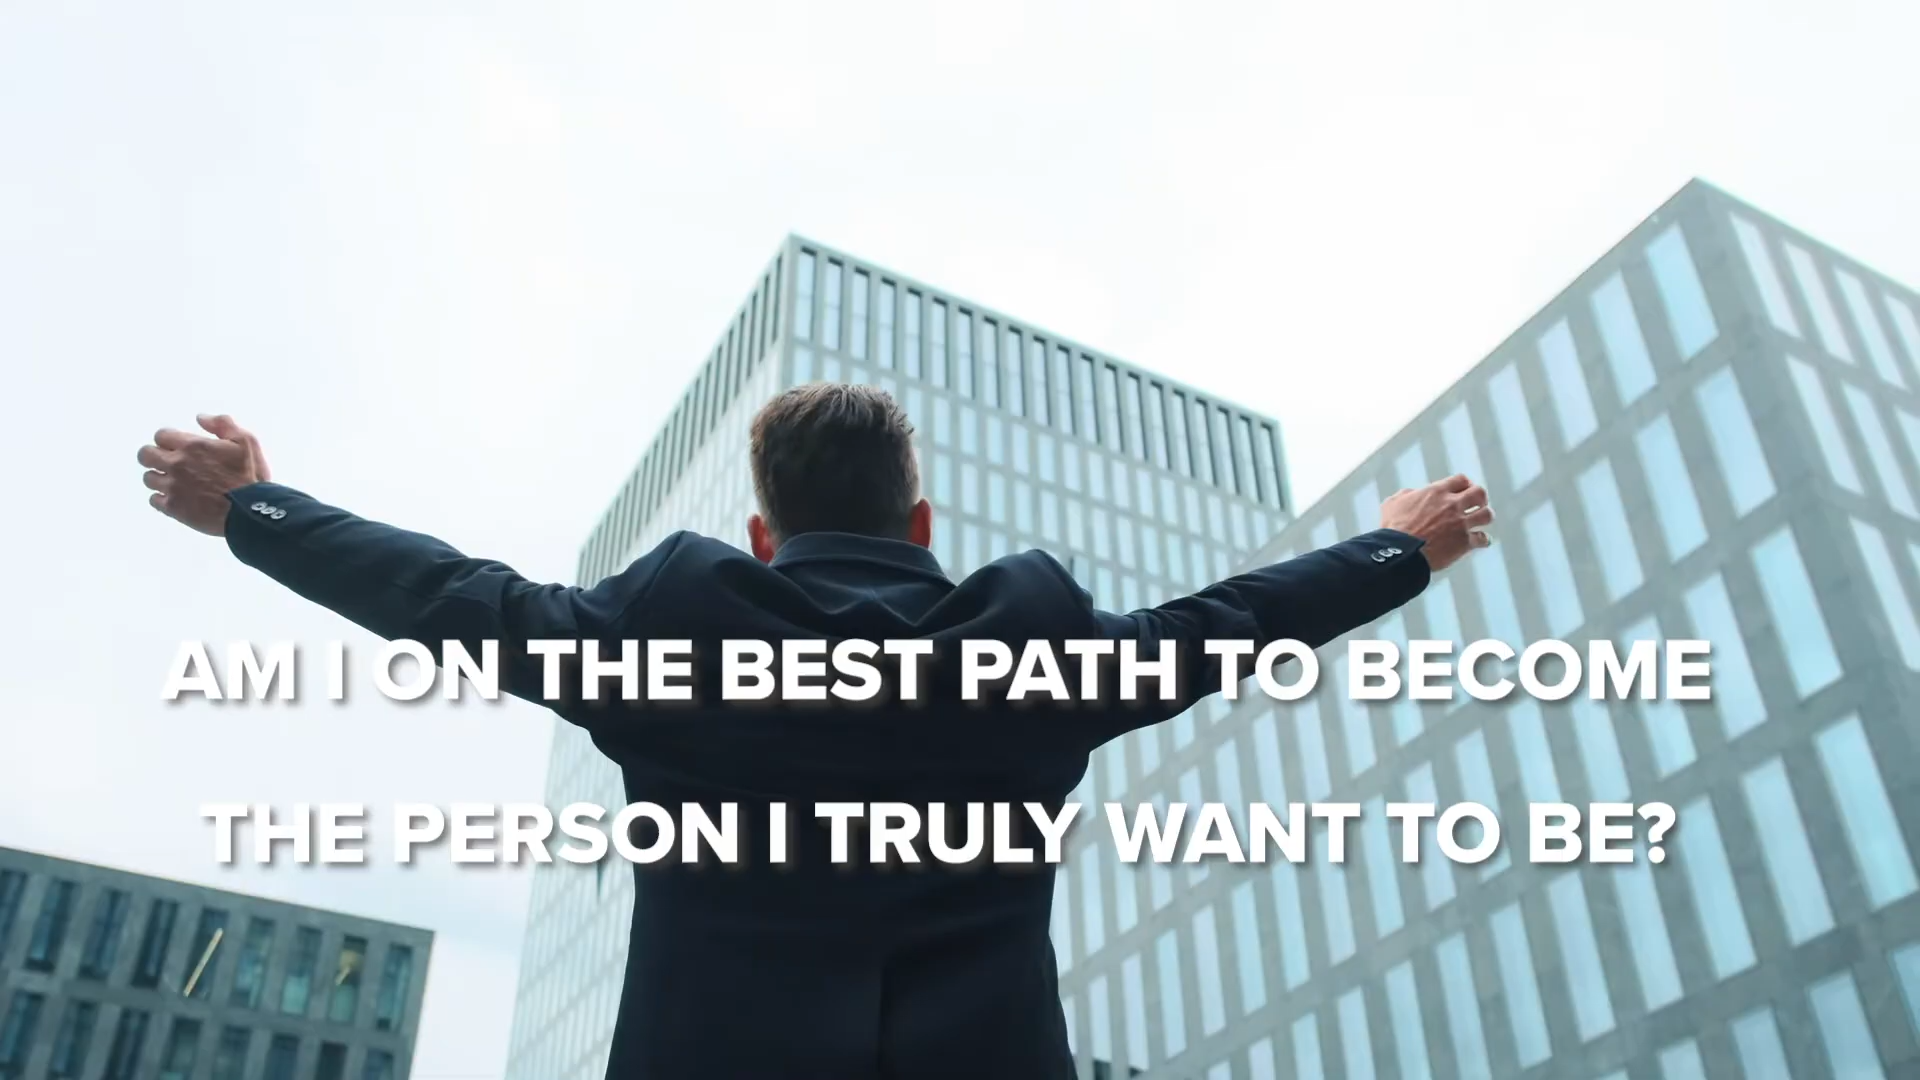 AM I ON THE BEST PATH TO BECOME
THE PERSON I TRULY WANT TO BE?